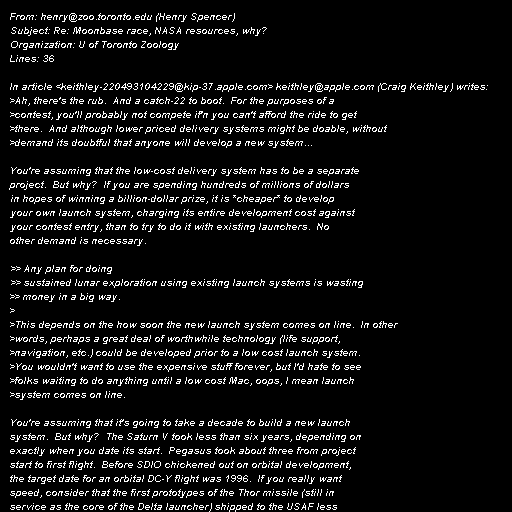 From: henry@zoo.toronto.edu (Henry Spencer)
Subject: Re: Moonbase race, NASA resources, why?
Organization: U of Toronto Zoology
Lines: 36

In article <keithley-220493104229@kip-37.apple.com> keithley@apple.com (Craig Keithley) writes:
>Ah, there's the rub.  And a catch-22 to boot.  For the purposes of a
>contest, you'll probably not compete if'n you can't afford the ride to get
>there.  And although lower priced delivery systems might be doable, without
>demand its doubtful that anyone will develop a new system...

You're assuming that the low-cost delivery system has to be a separate
project.  But why?  If you are spending hundreds of millions of dollars
in hopes of winning a billion-dollar prize, it is *cheaper* to develop
your own launch system, charging its entire development cost against
your contest entry, than to try to do it with existing launchers.  No
other demand is necessary.

>> Any plan for doing
>> sustained lunar exploration using existing launch systems is wasting
>> money in a big way.
>
>This depends on the how soon the new launch system comes on line.  In other
>words, perhaps a great deal of worthwhile technology (life support,
>navigation, etc.) could be developed prior to a low cost launch system.
>You wouldn't want to use the expensive stuff forever, but I'd hate to see
>folks waiting to do anything until a low cost Mac, oops, I mean launch
>system comes on line.

You're assuming that it's going to take a decade to build a new launch
system.  But why?  The Saturn V took less than six years, depending on
exactly when you date its start.  Pegasus took about three from project
start to first flight.  Before SDIO chickened out on orbital development,
the target date for an orbital DC-Y flight was 1996.  If you really want
speed, consider that the first prototypes of the Thor missile (still in
service as the core of the Delta launcher) shipped to the USAF less